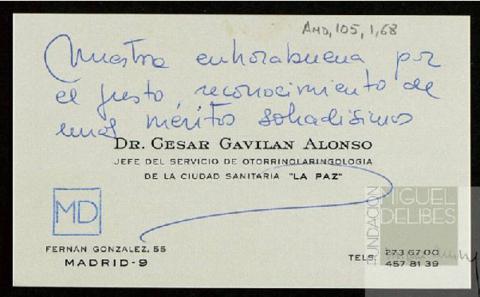 AMD, 105, 1, 68
Nuestra enhorabuena por
el justo, reconocimiento de
unos méritos sobradísimos
DR. CESAR GAVILAN ALONSO
JEFE DEL SERVICIO DE OTORRINOLARINGOLOGIA
DE LA CIUDAD SANITARIA "LA PAZ"
MD
FERNAN GONZALEZ, 55
MADRID-9
TELS. 273 67 00
457 81 39
FUNDACIÓN
MIGUEL
DELIBES